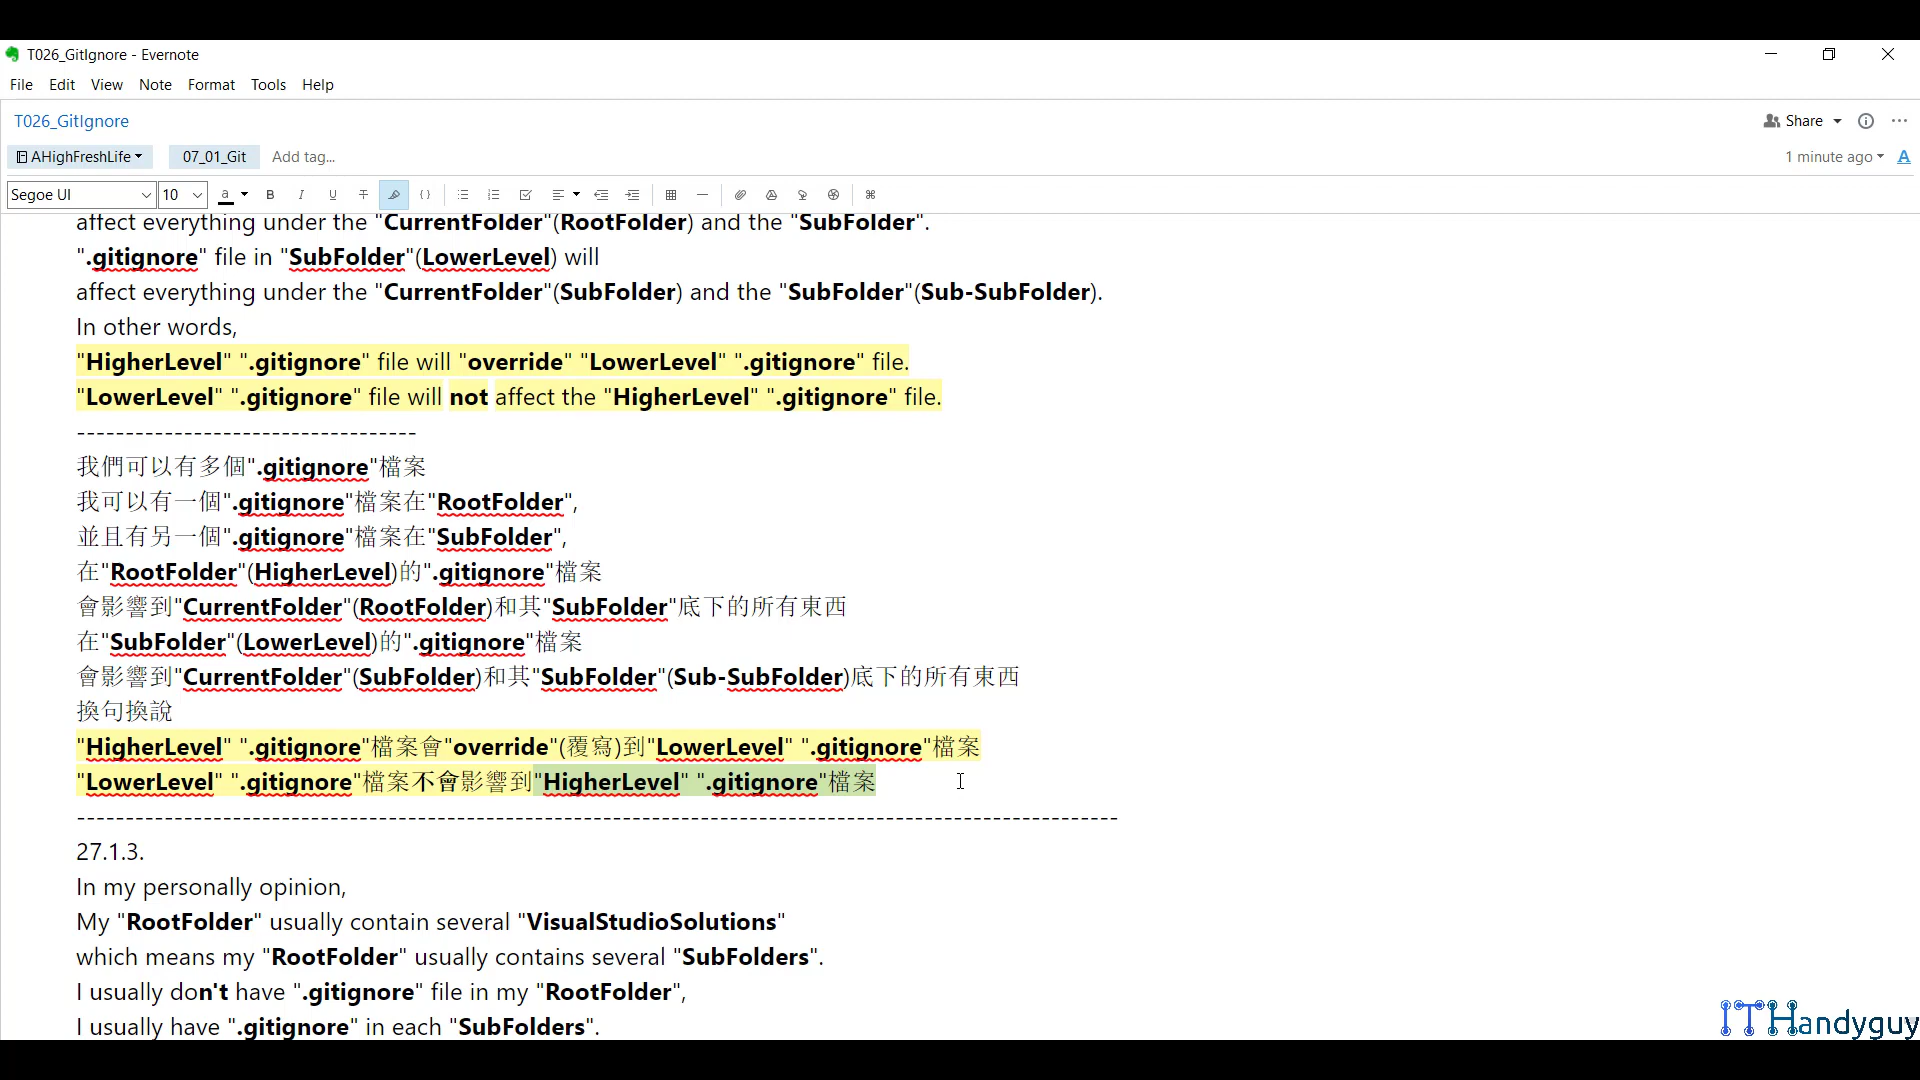 T026_GitIgnore - Evernote
File Edit View Note Format Tools Help
T026_GitIgnore
Share
AHighFreshLife 07_01_Git Add tag...
1 minute ago
Segoe UI 10
affect everything under the "CurrentFolder"(RootFolder) and the "SubFolder".
".gitignore" file in "SubFolder"(LowerLevel) will
affect everything under the "CurrentFolder"(SubFolder) and the "SubFolder"(Sub-SubFolder).
In other words,
"HigherLevel" ".gitignore" file will "override" "LowerLevel" ".gitignore" file.
"LowerLevel" ".gitignore" file will not affect the "HigherLevel" ".gitignore" file.
-----------------------------------
我們可以有多個".gitignore"檔案
我可以有一個".gitignore"檔案在"RootFolder",
並且有另一個".gitignore"檔案在"SubFolder",
在"RootFolder"(HigherLevel)的".gitignore"檔案
會影響到"CurrentFolder"(RootFolder)和其"SubFolder"底下的所有東西
在"SubFolder"(LowerLevel)的".gitignore"檔案
會影響到"CurrentFolder"(SubFolder)和其"SubFolder"(Sub-SubFolder)底下的所有東西
換句換說
"HigherLevel" ".gitignore"檔案會"override"(覆寫)到"LowerLevel" ".gitignore"檔案
"LowerLevel" ".gitignore"檔案不會影響到"HigherLevel" ".gitignore"檔案
-----------------------------------------------------------------------------------------------------------
27.1.3.
In my personally opinion,
My "RootFolder" usually contain several "VisualStudioSolutions"
which means my "RootFolder" usually contains several "SubFolders".
I usually don't have ".gitignore" file in my "RootFolder",
I usually have ".gitignore" in each "SubFolders".
ITHandyguy